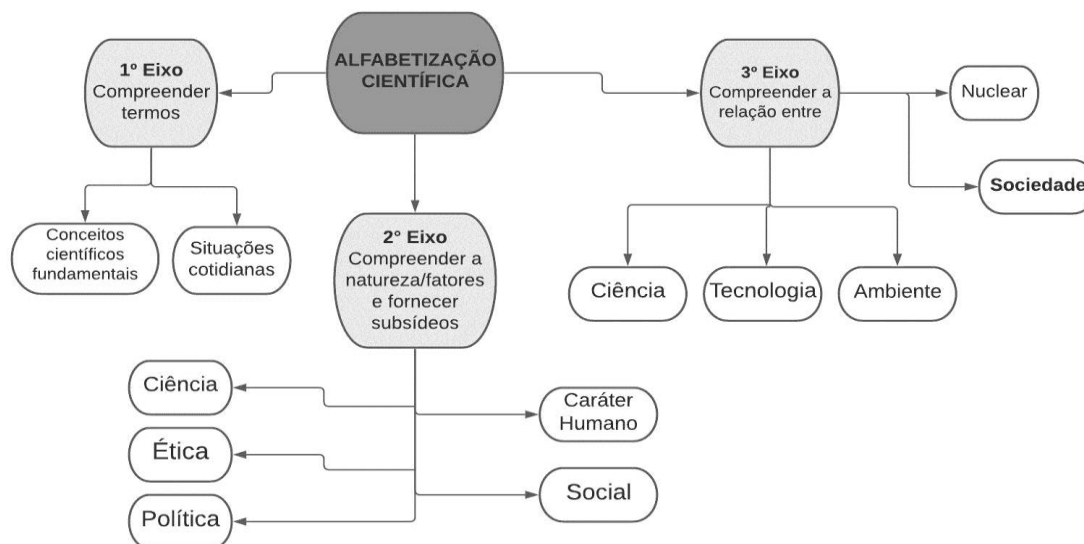 ALFABETIZAÇÃO
CIENTÍFICA
1º Eixo
Compreender
termos
Conceitos
científicos
fundamentais
Situações
cotidianas
2° Eixo
Compreender a
natureza/fatores
e fornecer
subsídeos
Ciência
Ética
Política
Caráter
Humano
Social
3º Eixo
Compreender a
relação entre
Nuclear
Sociedade
Ciência
Tecnologia
Ambiente